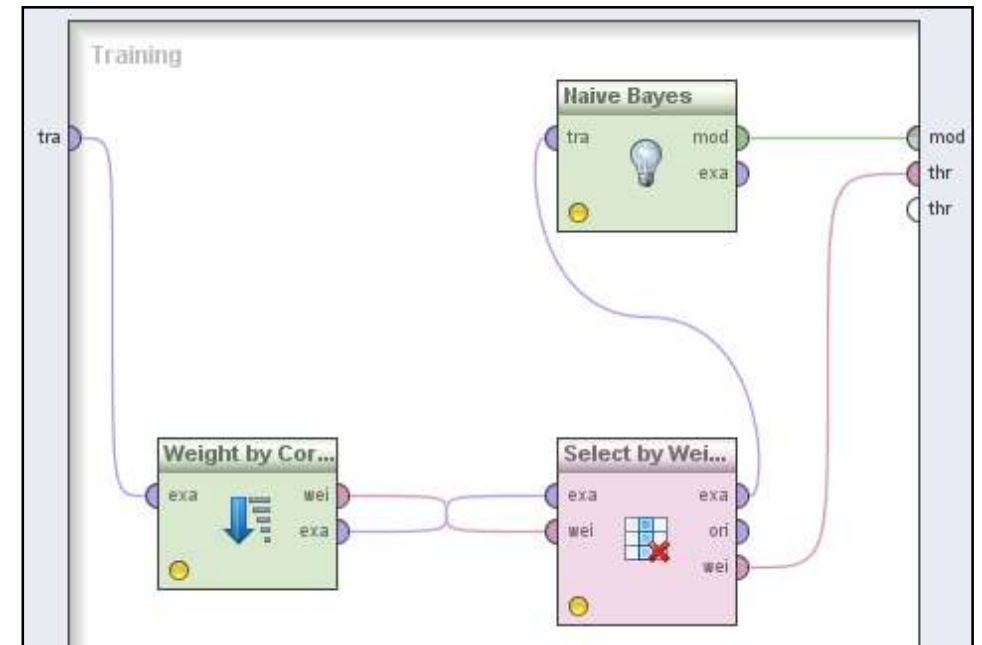 Training
tra
Naive Bayes
tra
mod
exa
mod
thr
thr
Weight by Cor...
exa
wei
exa
Select by Wei...
exa
wei
exa
ori
wei